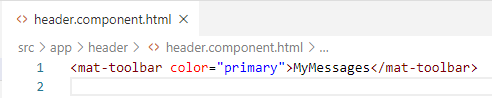 header.component.html
src > app > header > header.component.html > ...
1 <mat-toolbar color="primary">MyMessages</mat-toolbar>
2